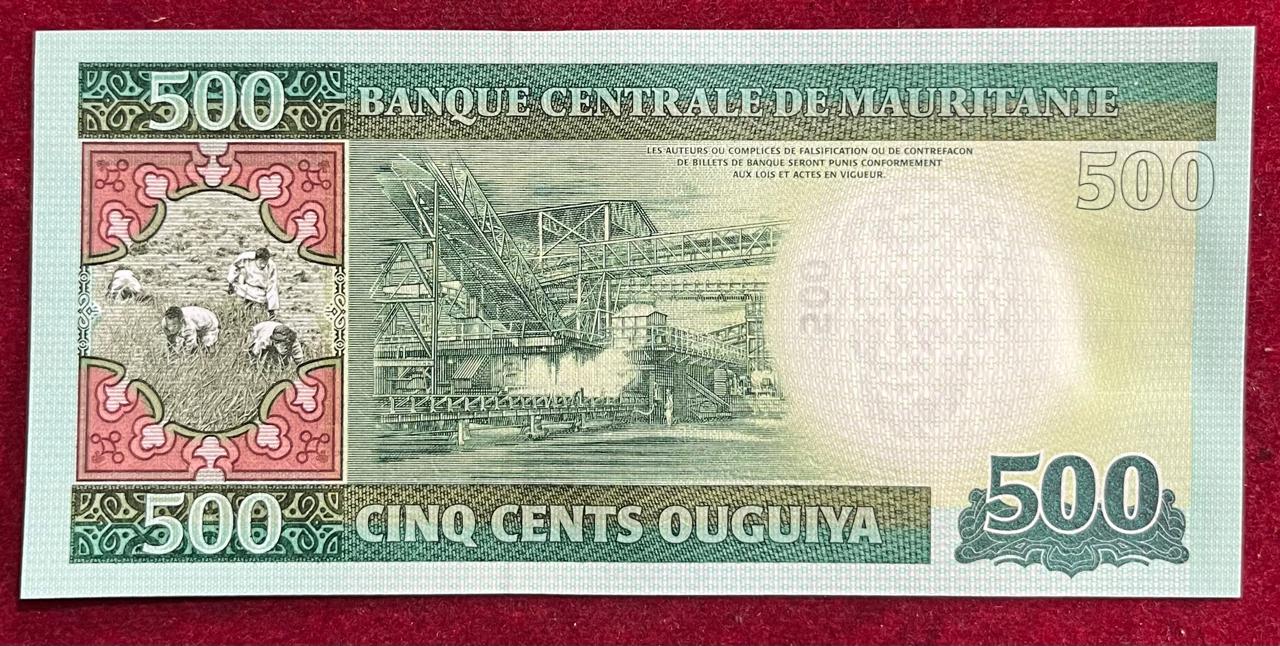 500
BANQUE CENTRALE DE MAURITANIE
LES AUTEURS OU COMPLICES DE FALSIFICATION OU DE CONTREFACON
DE BILLETS DE BANQUE SERONT PUNIS CONFORMEMENT
AUX LOIS ET ACTES EN VIGUEUR.
500
500
500
CINQ CENTS OUGUIYA
500